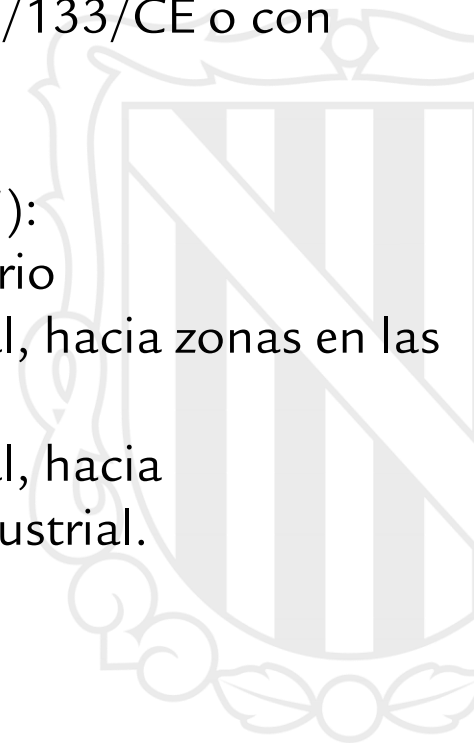 /133/CE o con
):
rio
l, hacia zonas en las
l, hacia
ustrial.